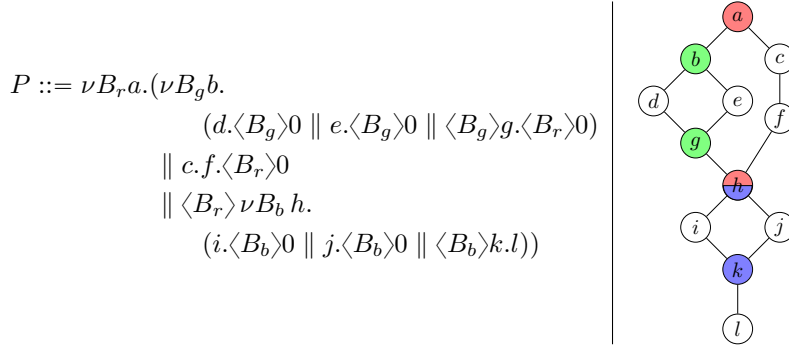 P ::= νB_r a.(νB_g b.
(d.⟨B_g⟩0 ∥ e.⟨B_g⟩0 ∥ ⟨B_g⟩g.⟨B_r⟩0)
∥ c.f.⟨B_r⟩0
∥ ⟨B_r⟩ νB_b h.
(i.⟨B_b⟩0 ∥ j.⟨B_b⟩0 ∥ ⟨B_b⟩k.l))
a
b c
d e f
g
h
i j
k
l